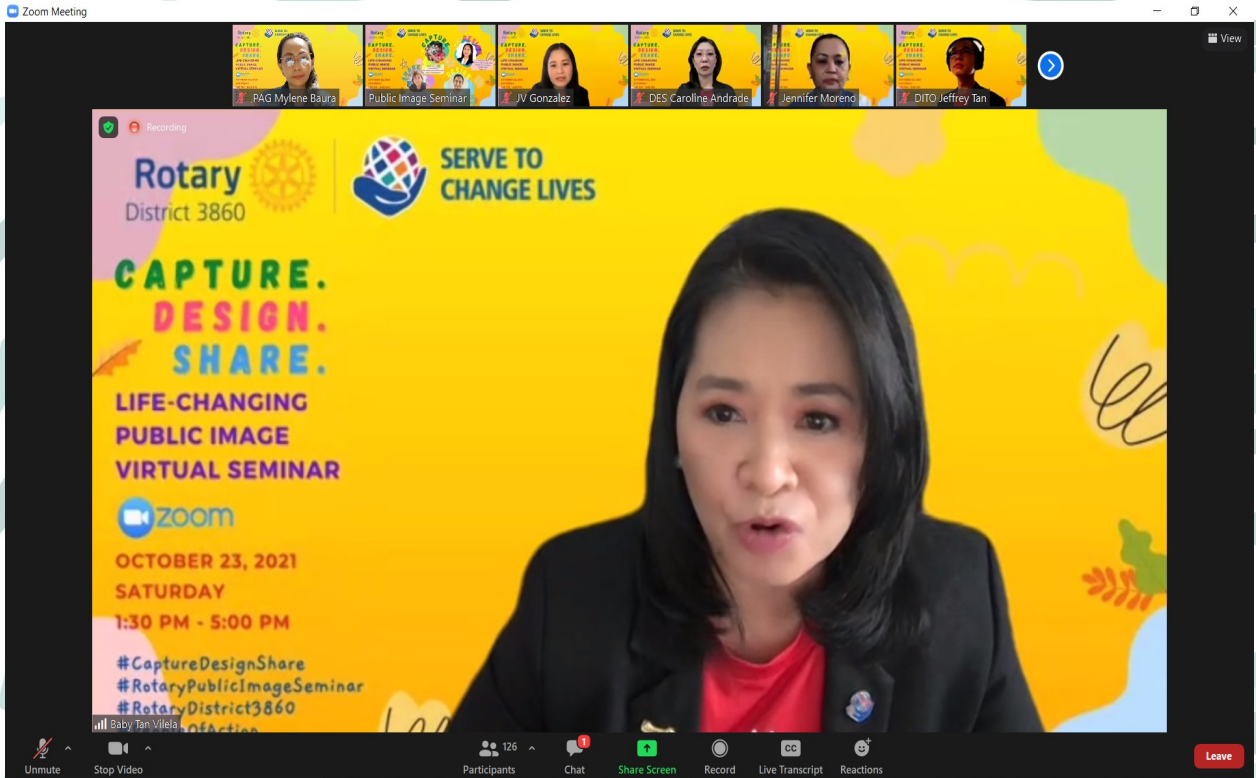 Zoom Meeting
View
PAG Mylene Baura
Public Image Seminar
JV Gonzalez
DES Caroline Andrade
Jennifer Moreno
DITO Jeffrey Tan
Recording
Rotary
District 3860
SERVE TO
CHANGE LIVES
CAPTURE.
DESIGN.
SHARE.
LIFE-CHANGING
PUBLIC IMAGE
VIRTUAL SEMINAR
zoom
OCTOBER 23, 2021
SATURDAY
1:30 PM - 5:00 PM
#CaptureDesignShare
#RotaryPublicImageSeminar
#RotaryDistrict3860
OfAction
Baby Tan Vilela
Unmute
Stop Video
126
Participants
1
Chat
Share Screen
Record
CC
Live Transcript
Reactions
Leave